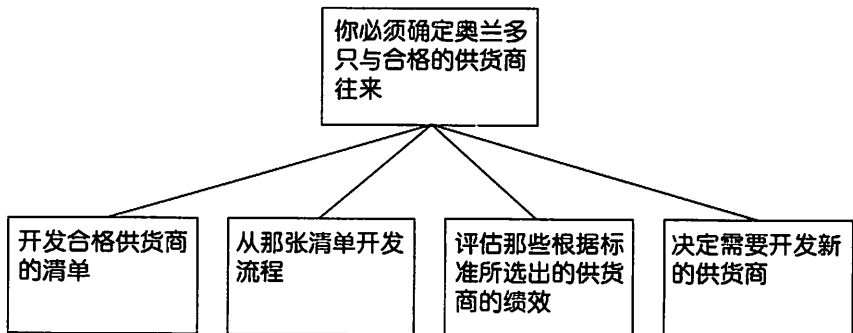 你必须确定奥兰多
只与合格的供货商
往来
开发合格供货商
的清单
从那张清单开发
流程
评估那些根据标
准所选出的供货
商的绩效
决定需要开发新
的供货商